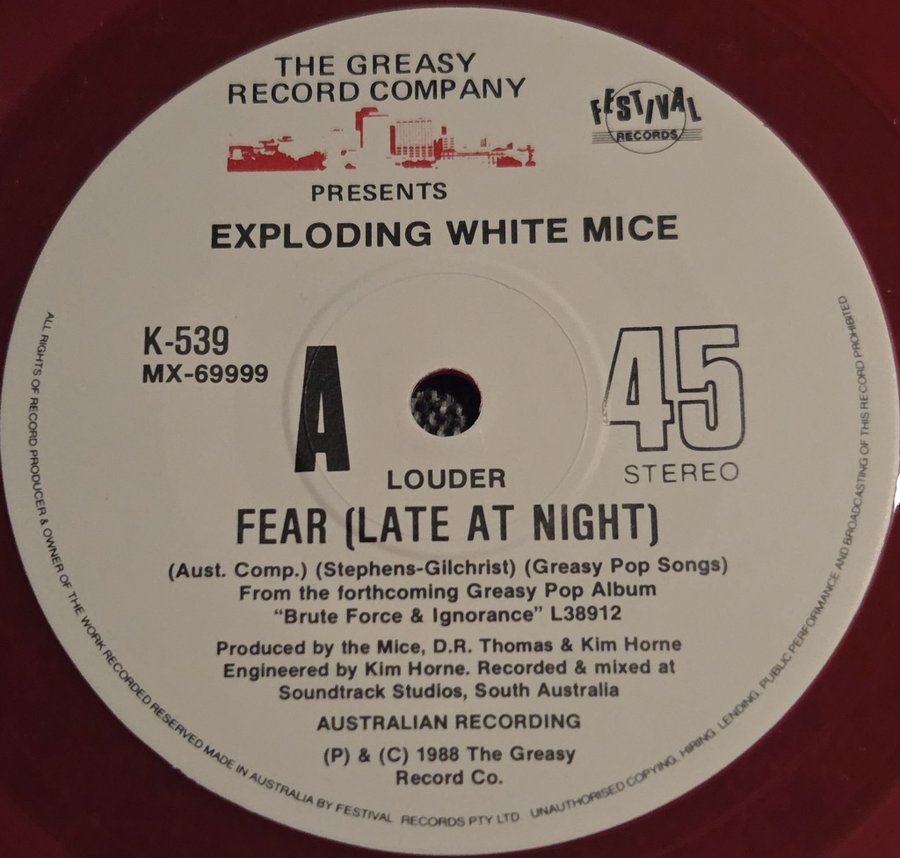 THE GREASY
RECORD COMPANY
FESTIVAL
RECORDS
PRESENTS
EXPLODING WHITE MICE
K-539
MX-69999
A
45
STEREO
LOUDER
FEAR (LATE AT NIGHT)
(Aust. Comp.) (Stephens-Gilchrist) (Greasy Pop Songs)
From the forthcoming Greasy Pop Album
"Brute Force & Ignorance" L38912
Produced by the Mice, D.R. Thomas & Kim Horne
Engineered by Kim Horne. Recorded & mixed at
Soundtrack Studios, South Australia
AUSTRALIAN RECORDING
(P) & (C) 1988 The Greasy
Record Co.
ALL RIGHTS OF RECORD PRODUCER & OWNER OF THE WORK RECORDED RESERVED MADE IN AUSTRALIA BY FESTIVAL RECORDS PTY LTD. UNAUTHORISED COPYING, HIRING, LENDING, PUBLIC PERFORMANCE AND BROADCASTING OF THIS RECORD PROHIBITED